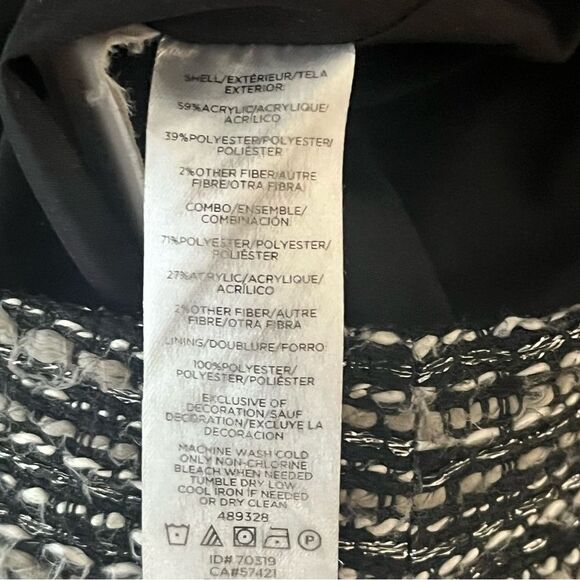 SHELL/EXTÉRIEUR/TELA
EXTERIOR:
59%ACRYLIC/ACRYLIQUE/
ACRÍLICO
39%POLYESTER/POLYESTER/
POLIÉSTER
2%OTHER FIBER/AUTRE
FIBRE/OTRA FIBRA
COMBO/ENSEMBLE/
COMBINACIÓN:
71%POLYESTER/POLYESTER/
POLIÉSTER
27%ACRYLIC/ACRYLIQUE/
ACRÍLICO
2%OTHER FIBER/AUTRE
FIBRE/OTRA FIBRA
LINING/DOUBLURE/FORRO:
100%POLYESTER/
POLYESTER/POLIÉSTER
EXCLUSIVE OF
DECORATION/SAUF
DECORATION/EXCLUYE LA
DECORACION
MACHINE WASH COLD
ONLY NON-CHLORINE
BLEACH WHEN NEEDED
TUMBLE DRY LOW
COOL IRON IF NEEDED
OR DRY CLEAN
489328
P
ID# 70319
CA#57421